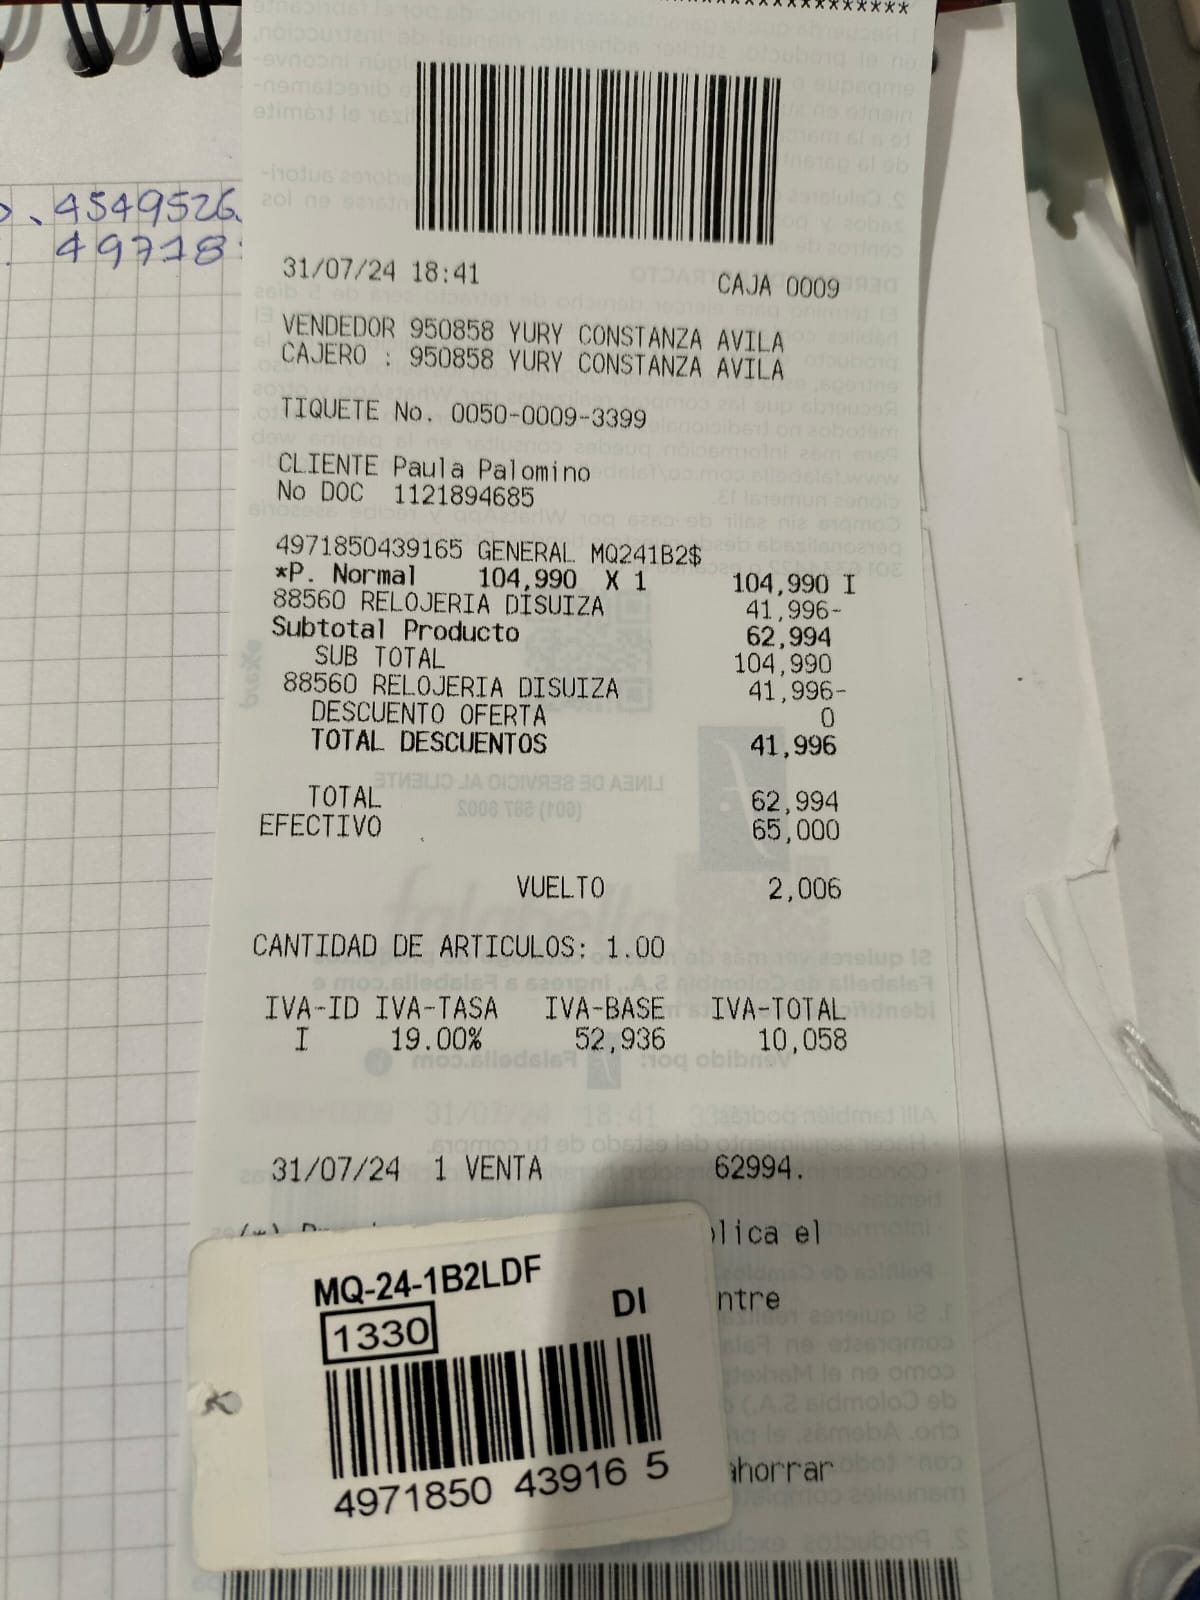 4549526
49718
31/07/24 18:41 CAJA 0009
VENDEDOR 950858 YURY CONSTANZA AVILA
CAJERO : 950858 YURY CONSTANZA AVILA
TIQUETE No. 0050-0009-3399
CLIENTE Paula Palomino
No DOC 1121894685
4971850439165 GENERAL MQ241B2$
*P. Normal 104,990 X 1 104,990 I
88560 RELOJERIA DISUIZA 41,996-
Subtotal Producto 62,994
SUB TOTAL 104,990
88560 RELOJERIA DISUIZA 41,996-
DESCUENTO OFERTA 0
TOTAL DESCUENTOS 41,996
TOTAL 62,994
EFECTIVO 65,000
VUELTO 2,006
CANTIDAD DE ARTICULOS: 1.00
IVA-ID IVA-TASA IVA-BASE IVA-TOTAL
I 19.00% 52,936 10,058
31/07/24 1 VENTA 62994.
el
ahorrar
MQ-24-1B2LDF
DI
1330
4971850 43916 5